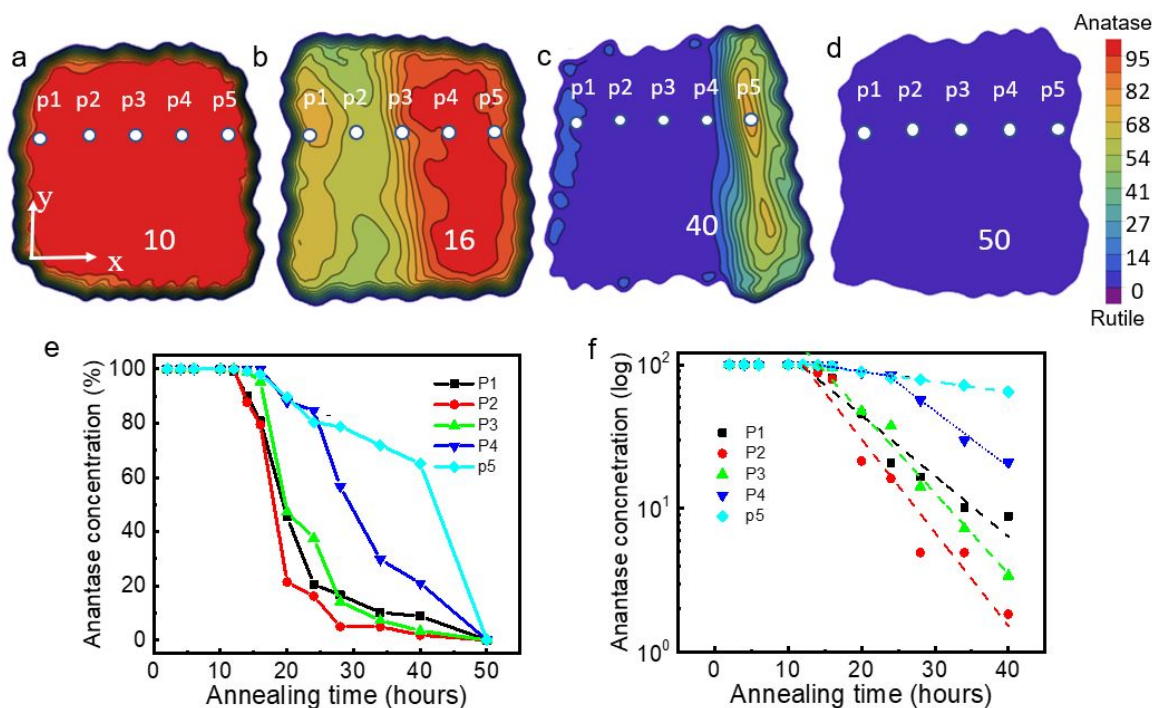 a
p1 p2 p3 p4 p5
y
x
10
b
p1 p2 p3 p4 p5
16
c
p1 p2 p3 p4 p5
40
d
p1 p2 p3 p4 p5
50
Anatase
95
82
68
54
41
27
14
0
Rutile
e
Anantase concentration (%)
100
80
60
40
20
0
P1
P2
P3
P4
p5
0 10 20 30 40 50
Annealing time (hours)
f
Anantase concnetration (log)
10²
10¹
10⁰
P1
P2
P3
P4
p5
0 10 20 30 40
Annealing time (hours)